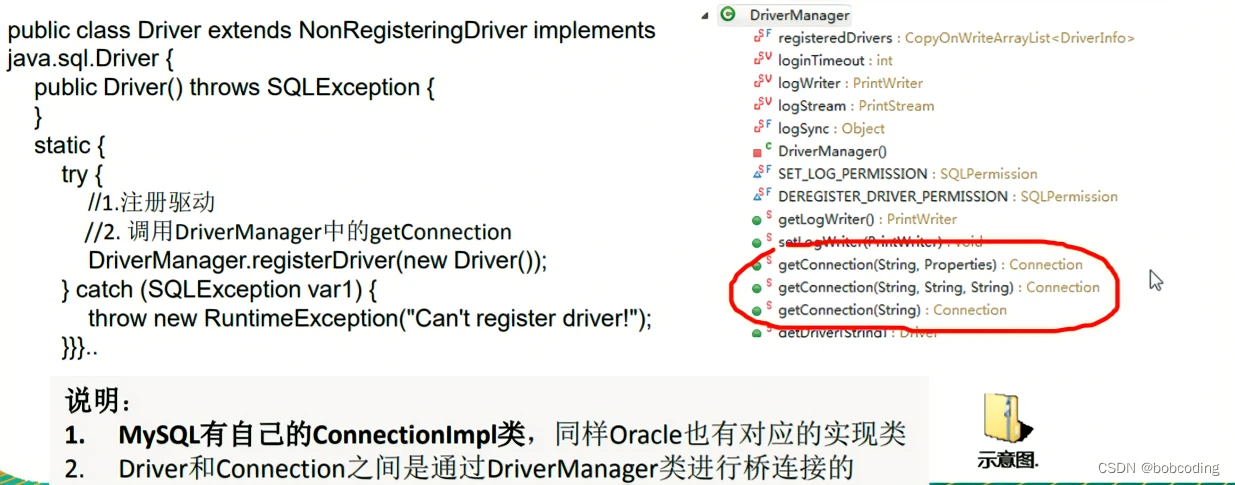 public class Driver extends NonRegisteringDriver implements
java.sql.Driver {
public Driver() throws SQLException {
}
static {
try {
//1.注册驱动
//2. 调用DriverManager中的getConnection
DriverManager.registerDriver(new Driver());
} catch (SQLException var1) {
throw new RuntimeException("Can't register driver!");
}}}..
DriverManager
registeredDrivers : CopyOnWriteArrayList<DriverInfo>
loginTimeout : int
logWriter : PrintWriter
logStream : PrintStream
logSync : Object
DriverManager()
SET_LOG_PERMISSION : SQLPermission
DEREGISTER_DRIVER_PERMISSION : SQLPermission
getLogWriter() : PrintWriter
setLogWriter(PrintWriter) : void
getConnection(String, Properties) : Connection
getConnection(String, String, String) : Connection
getConnection(String) : Connection
getDriver(String) : Driver
说明：
1. MySQL有自己的ConnectionImpl类，同样Oracle也有对应的实现类
2. Driver和Connection之间是通过DriverManager类进行桥连接的
示意图.
CSDN @bobcoding